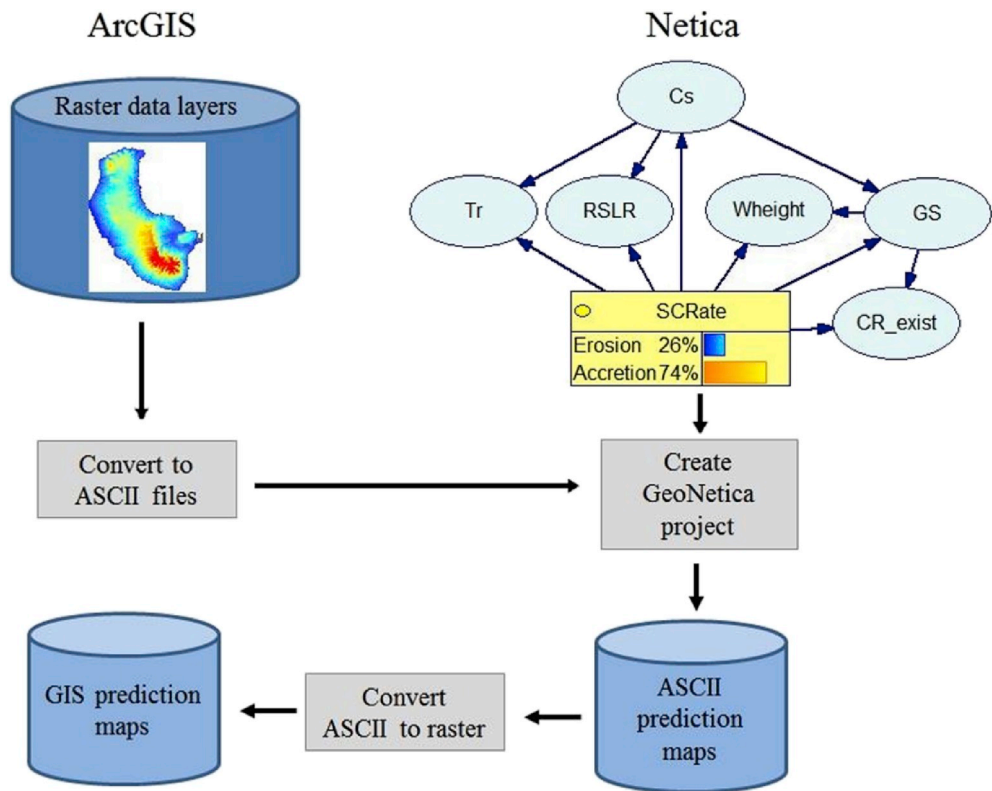 ArcGIS
Netica
Raster data layers
Cs
Tr
RSLR
Wheight
GS
SCRate
Erosion 26%
Accretion 74%
CR_exist
Convert to
ASCII files
Create
GeoNetica
project
GIS prediction
maps
Convert
ASCII to raster
ASCII
prediction
maps